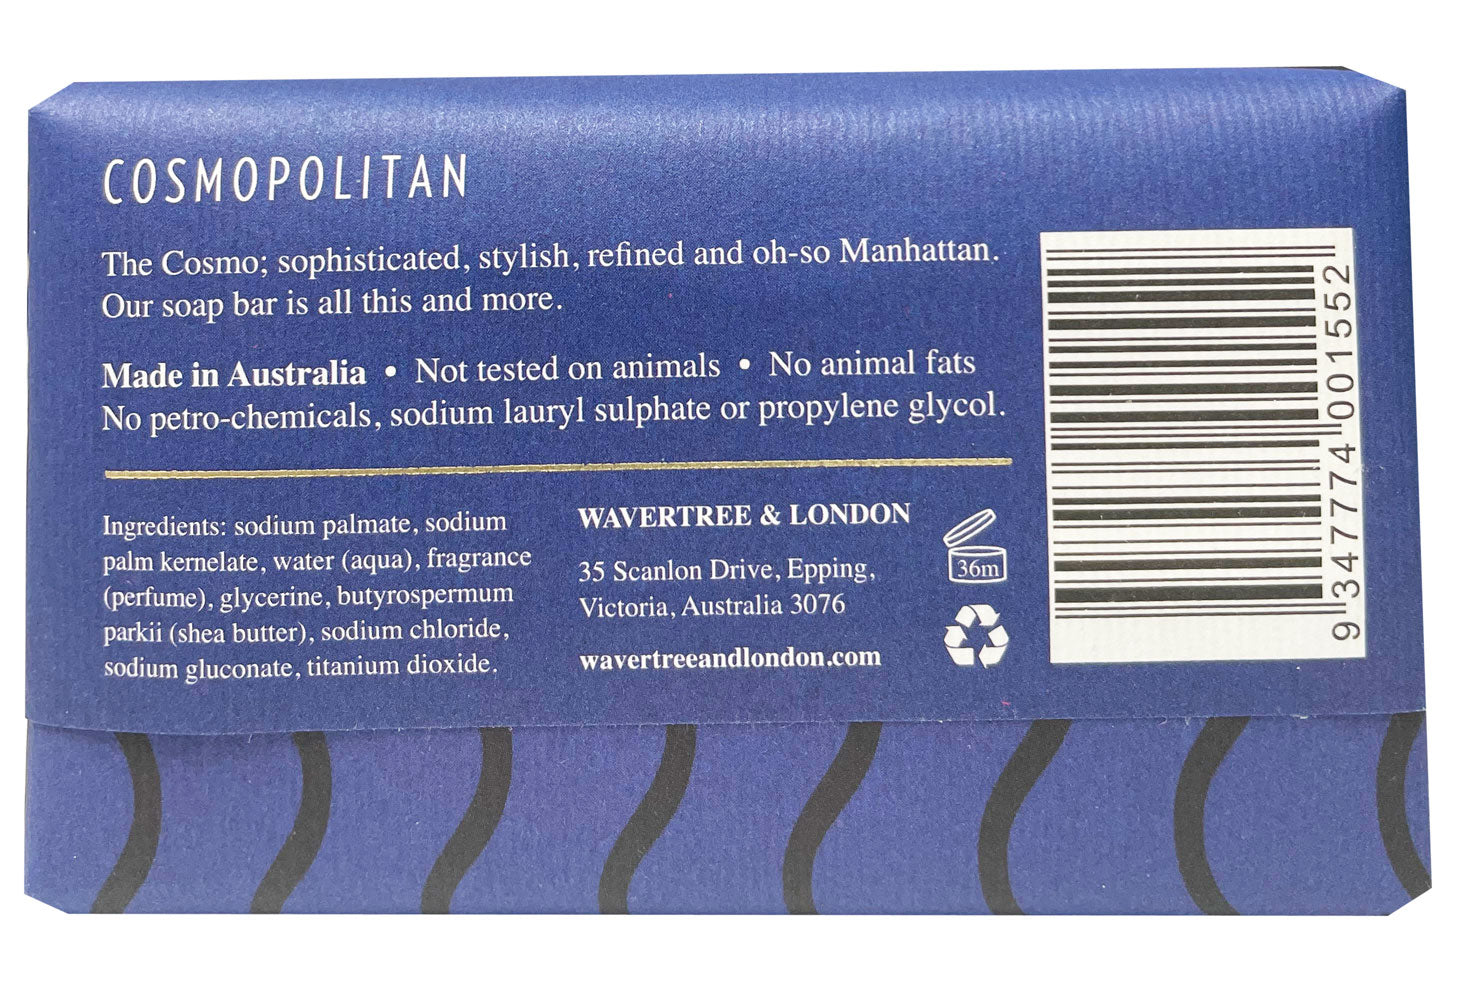 COSMOPOLITAN
The Cosmo; sophisticated, stylish, refined and oh-so Manhattan.
Our soap bar is all this and more.
Made in Australia • Not tested on animals • No animal fats
No petro-chemicals, sodium lauryl sulphate or propylene glycol.
Ingredients: sodium palmate, sodium
palm kernelate, water (aqua), fragrance
(perfume), glycerine, butyrospermum
parkii (shea butter), sodium chloride,
sodium gluconate, titanium dioxide.
WAVERTREE & LONDON
35 Scanlon Drive, Epping,
Victoria, Australia 3076
wavertreeandlondon.com
36m
9 347774 001552